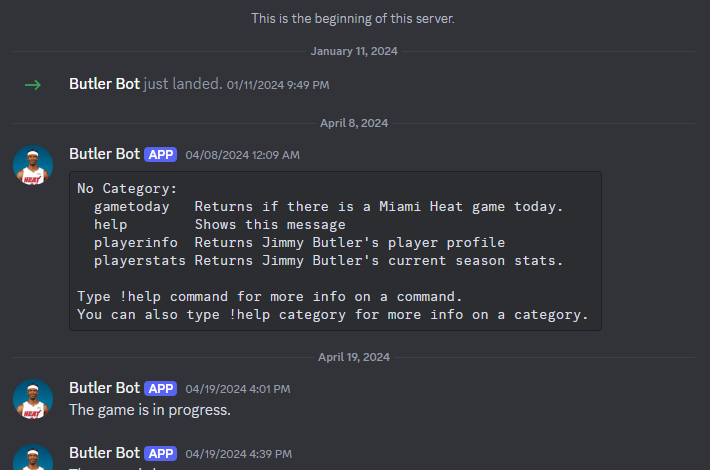 This is the beginning of this server.
January 11, 2024
Butler Bot just landed. 01/11/2024 9:49 PM
April 8, 2024
Butler Bot APP 04/08/2024 12:09 AM
No Category:
  gametoday   Returns if there is a Miami Heat game today.
  help        Shows this message
  playerinfo  Returns Jimmy Butler's player profile
  playerstats Returns Jimmy Butler's current season stats.
Type !help command for more info on a command.
You can also type !help category for more info on a category.
April 19, 2024
Butler Bot APP 04/19/2024 4:01 PM
The game is in progress.
Butler Bot APP 04/19/2024 4:39 PM